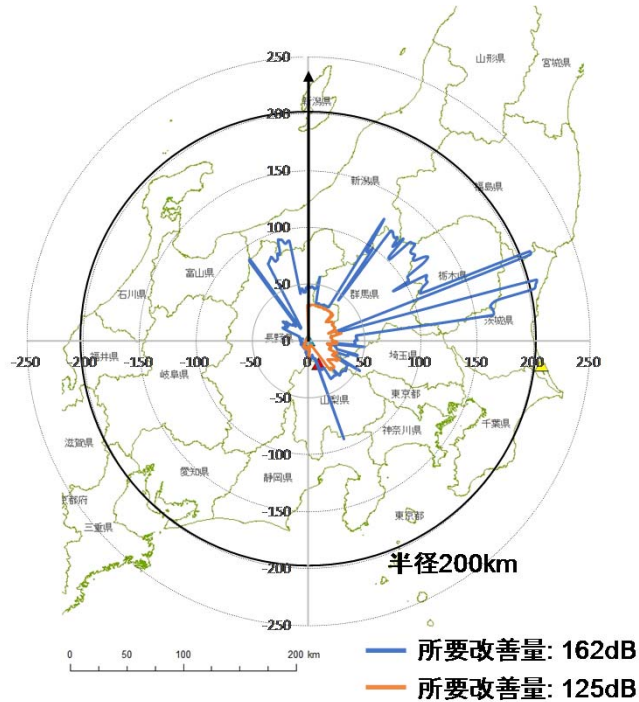 250
山形県
宮城県
新潟県
200
新潟県
福島県
150
100
富山県
栃木県
50
石川県
群馬県
茨城県
長野
-250 -200 -150 -100 -50 0 50 100 150 200 250
福井県
埼玉県
岐阜県
山梨県
東京都
-50
千葉県
神奈川県
滋賀県
-100
愛知県
静岡県
京都府
-150
東京都
三重県
-200
半径200km
-250
0 50 100 200 km
所要改善量: 162dB
所要改善量: 125dB